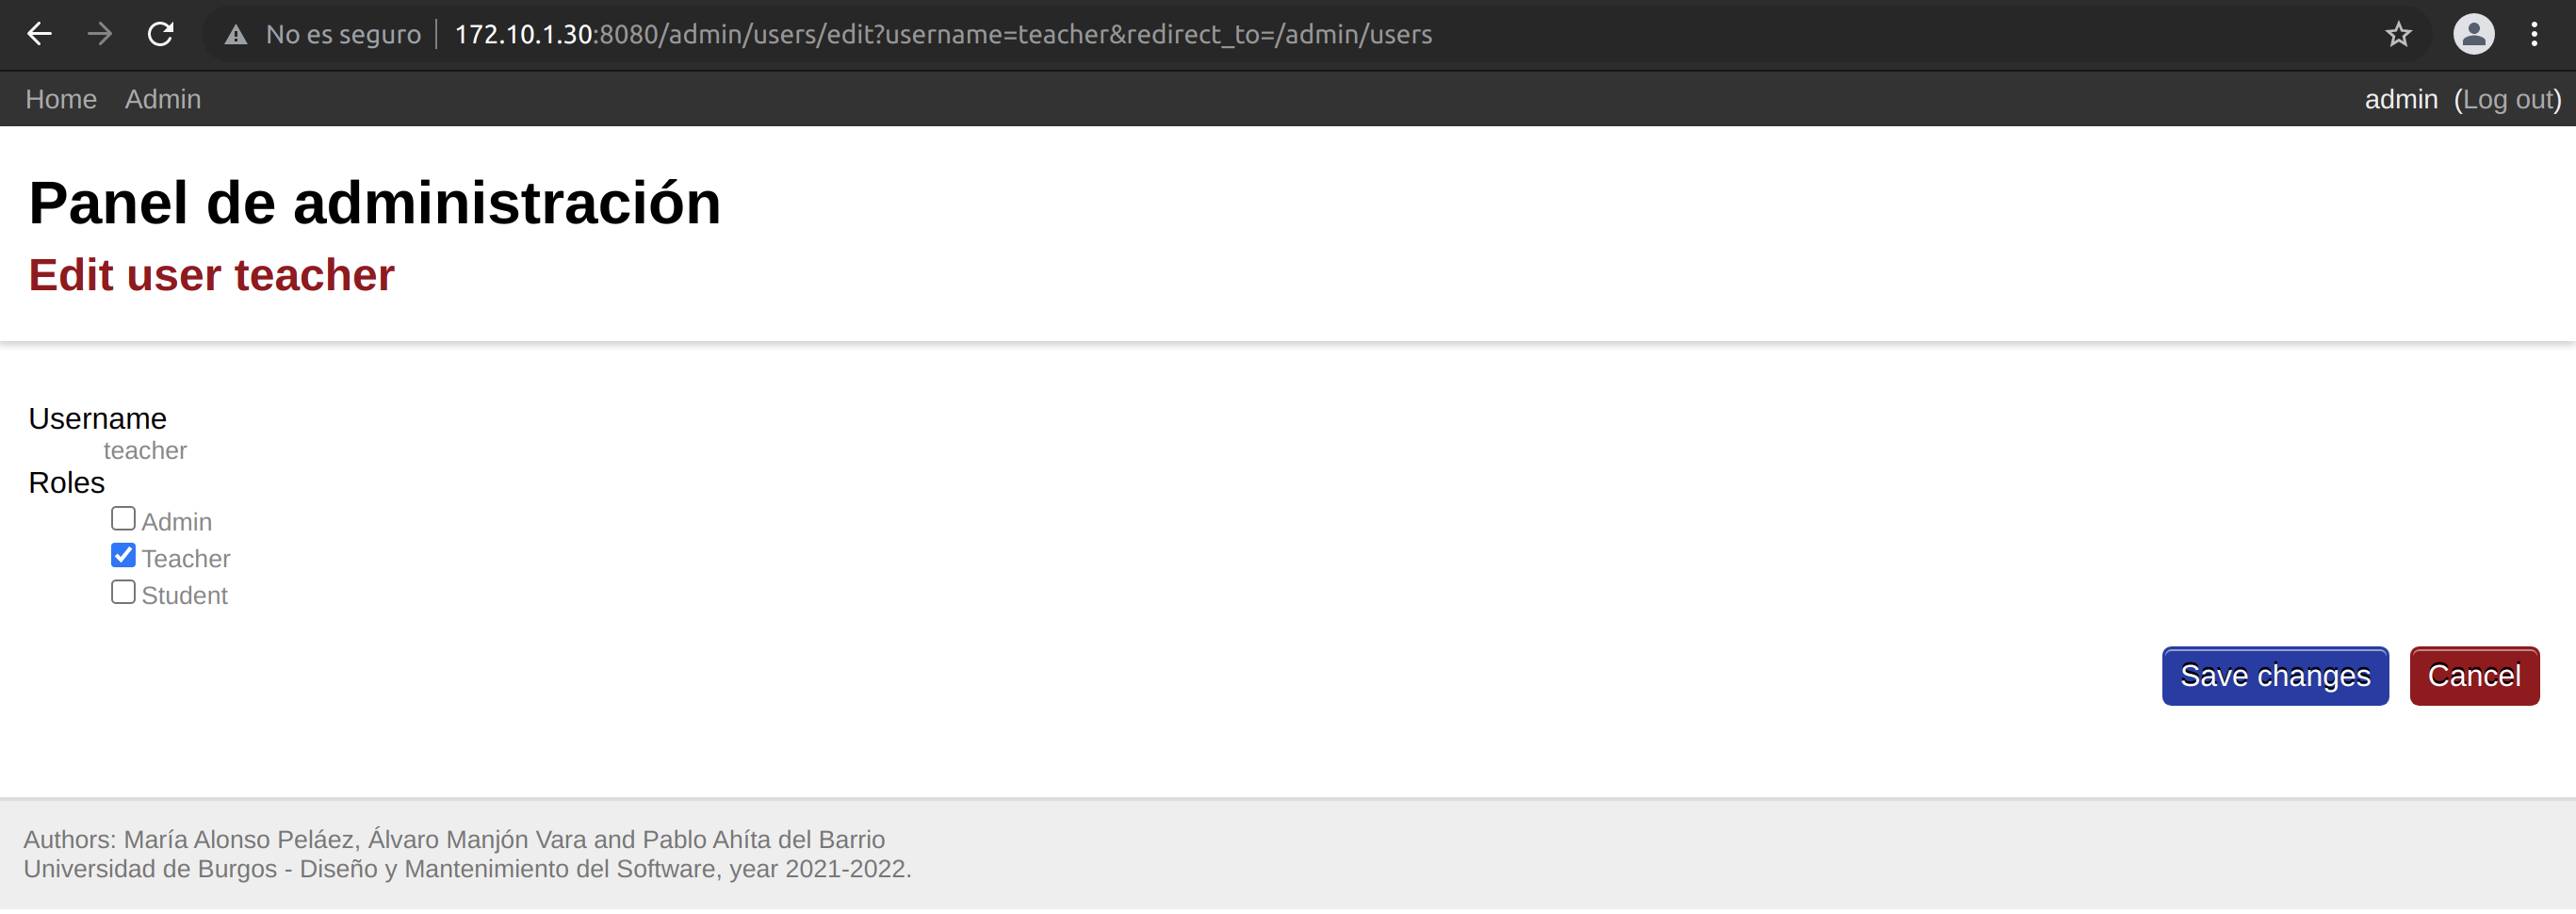 No es seguro 172.10.1.30:8080/admin/users/edit?username=teacher&redirect_to=/admin/users
Home Admin admin (Log out)
Panel de administración
Edit user teacher
Username
teacher
Roles
Admin
Teacher
Student
Save changes Cancel
Authors: María Alonso Peláez, Álvaro Manjón Vara and Pablo Ahíta del Barrio
Universidad de Burgos - Diseño y Mantenimiento del Software, year 2021-2022.